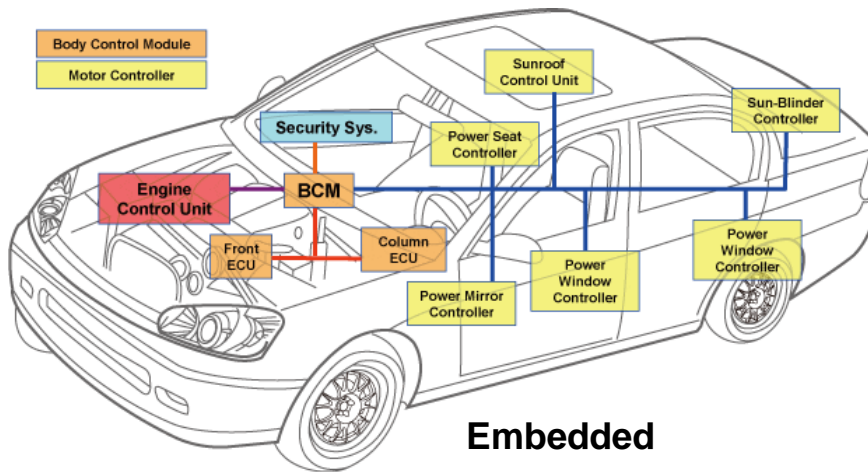 Body Control Module
Motor Controller
Sunroof
Control Unit
Sun-Blinder
Controller
Security Sys.
Power Seat
Controller
Engine
Control Unit
BCM
Front
ECU
Column
ECU
Power Mirror
Controller
Power
Window
Controller
Power
Window
Controller
Embedded